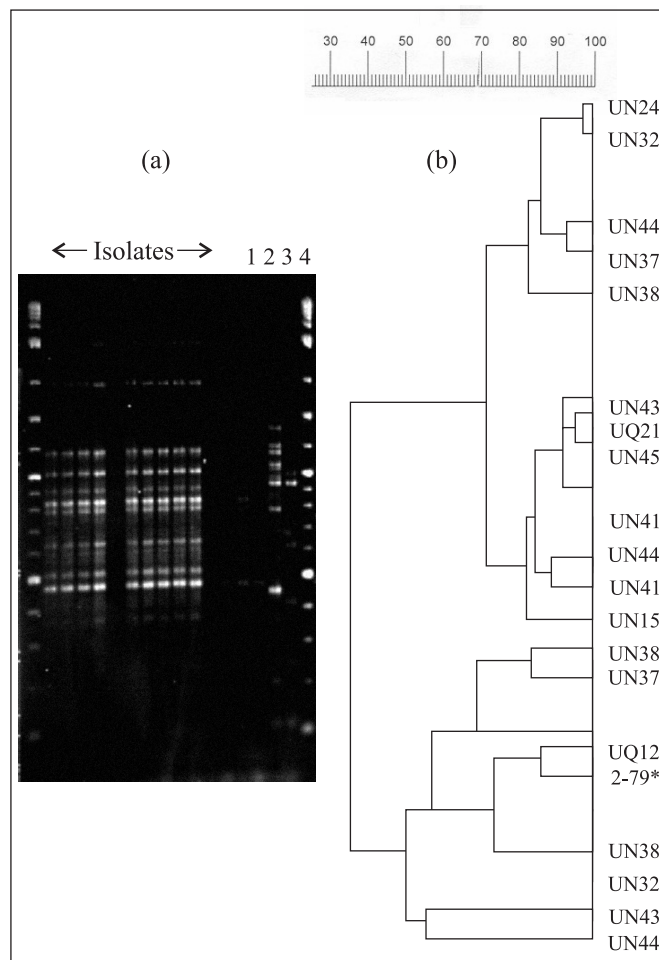 30 40 50 60 70 80 90 100
(a)
(b)
← Isolates →
1 2 3 4
UN24
UN32
UN44
UN37
UN38
UN43
UQ21
UN45
UN41
UN44
UN41
UN15
UN38
UN37
UQ12
2-79*
UN38
UN32
UN43
UN44